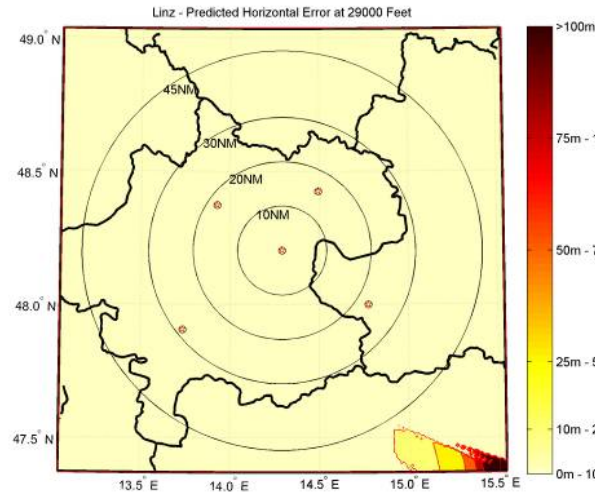 Linz - Predicted Horizontal Error at 29000 Feet
49.0° N
48.5° N
48.0° N
47.5° N
45NM
30NM
20NM
10NM
13.5° E
14.0° E
14.5° E
15.0° E
15.5° E
>100m
75m - 1
50m - 7
25m - 5
10m - 2
0m - 1